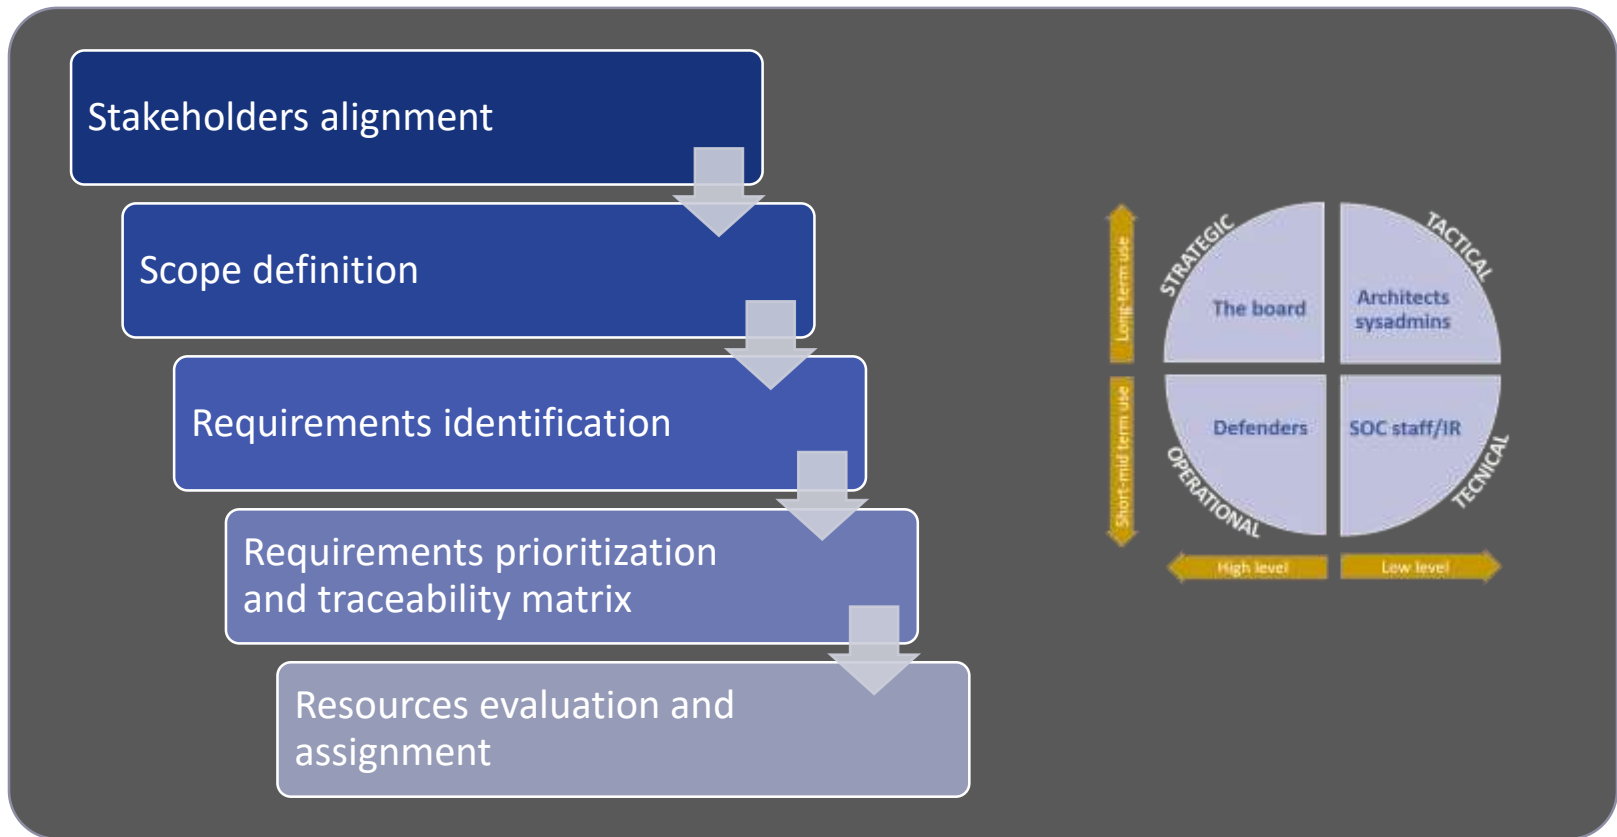 Stakeholders alignment
Scope definition
Requirements identification
Requirements prioritization
and traceability matrix
Resources evaluation and
assignment
Long-term use
Short-mid term use
STRATEGIC
TACTICAL
The board
Architects
sysadmins
Defenders
SOC staff/IR
OPERATIONAL
TECNICAL
High level
Low level